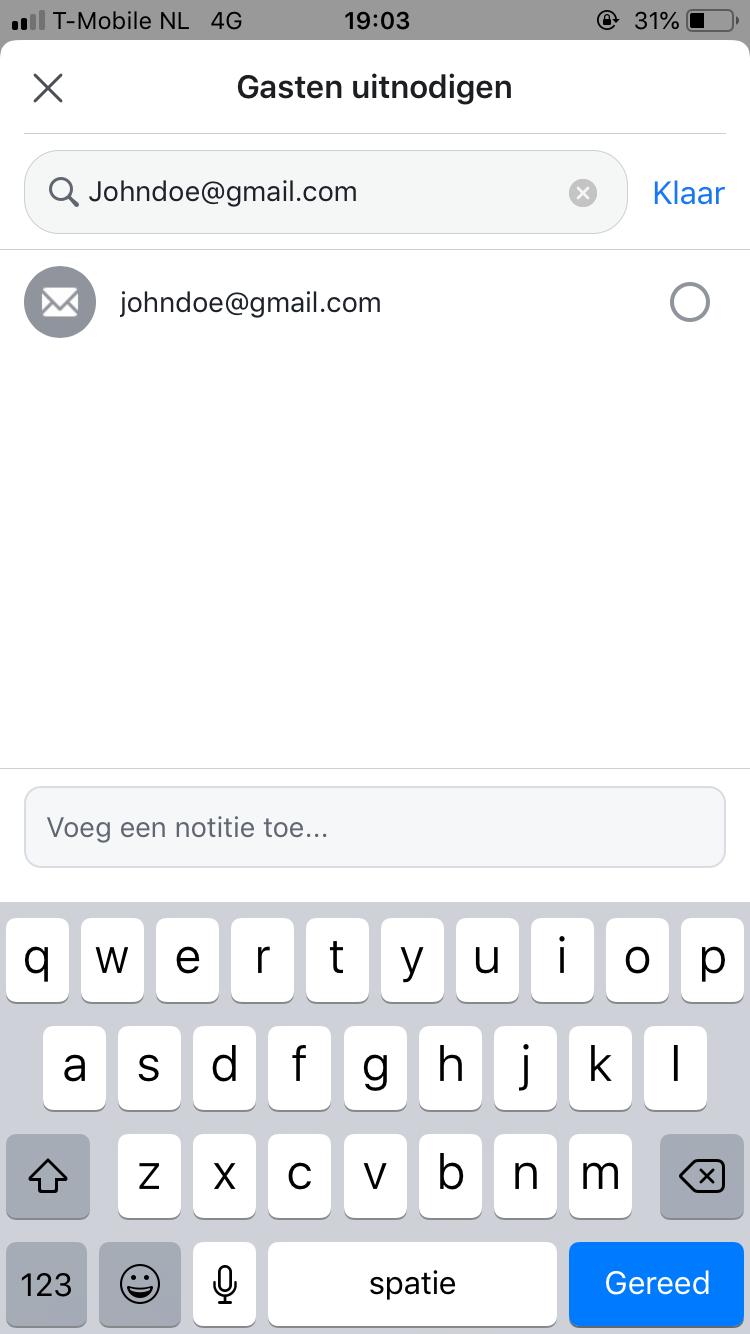 T-Mobile NL 4G 19:03 31%
Gasten uitnodigen
Johndoe@gmail.com Klaar
johndoe@gmail.com
Voeg een notitie toe...
q w e r t y u i o p
a s d f g h j k l
z x c v b n m
123 spatie Gereed